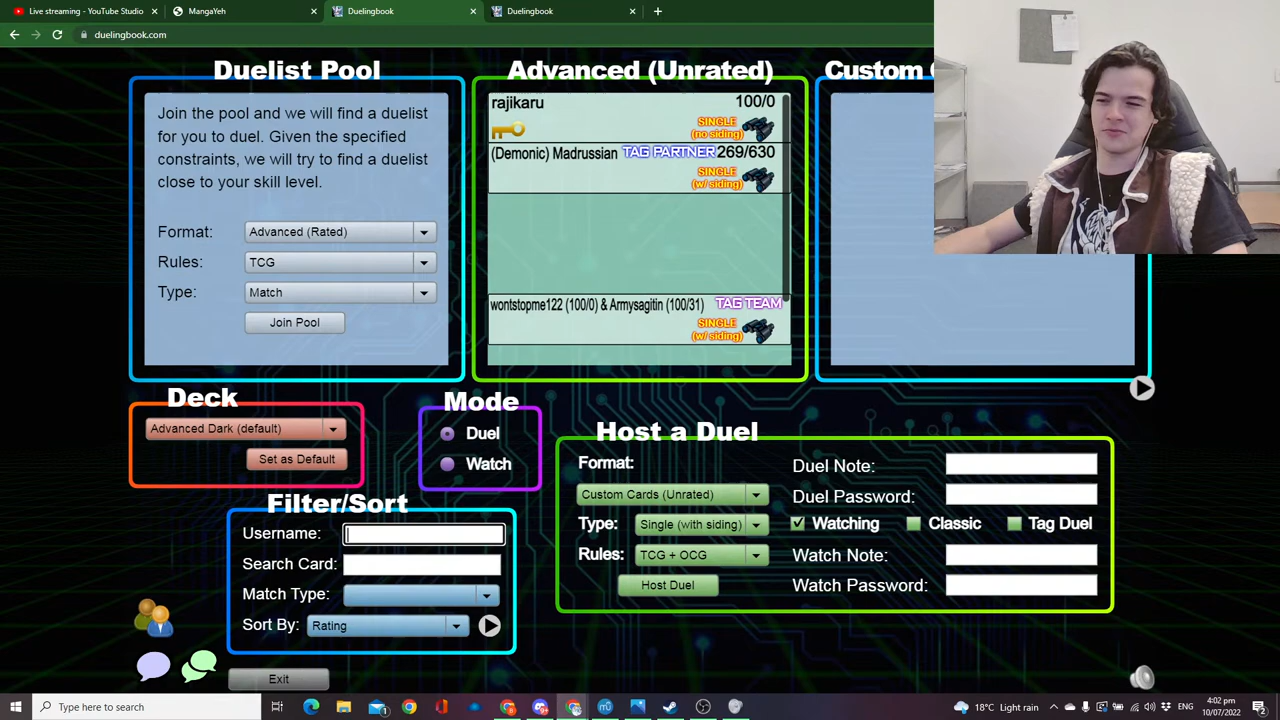 Live streaming - YouTube Studio
MangaYeh
Duelingbook
Duelingbook
duelingbook.com
Duelist Pool
Join the pool and we will find a duelist
for you to duel. Given the specified
constraints, we will try to find a duelist
close to your skill level.
Format: Advanced (Rated)
Rules: TCG
Type: Match
Join Pool
Advanced (Unrated)
rajikaru 100/0
SINGLE
(no siding)
(Demonic) Madrussian TAG PARTNER 269/630
SINGLE
(w/ siding)
wontstopme122 (100/0) & Armysagitin (100/31) TAG TEAM
SINGLE
(w/ siding)
Custom
Deck
Advanced Dark (default)
Set as Default
Mode
Duel
Watch
Filter/Sort
Username:
Search Card:
Match Type:
Sort By: Rating
Exit
Host a Duel
Format:
Custom Cards (Unrated)
Type: Single (with siding)
Rules: TCG + OCG
Host Duel
Duel Note:
Duel Password:
Watching Classic Tag Duel
Watch Note:
Watch Password:
Type here to search
18°C Light rain
ENG
4:02 pm
10/07/2022